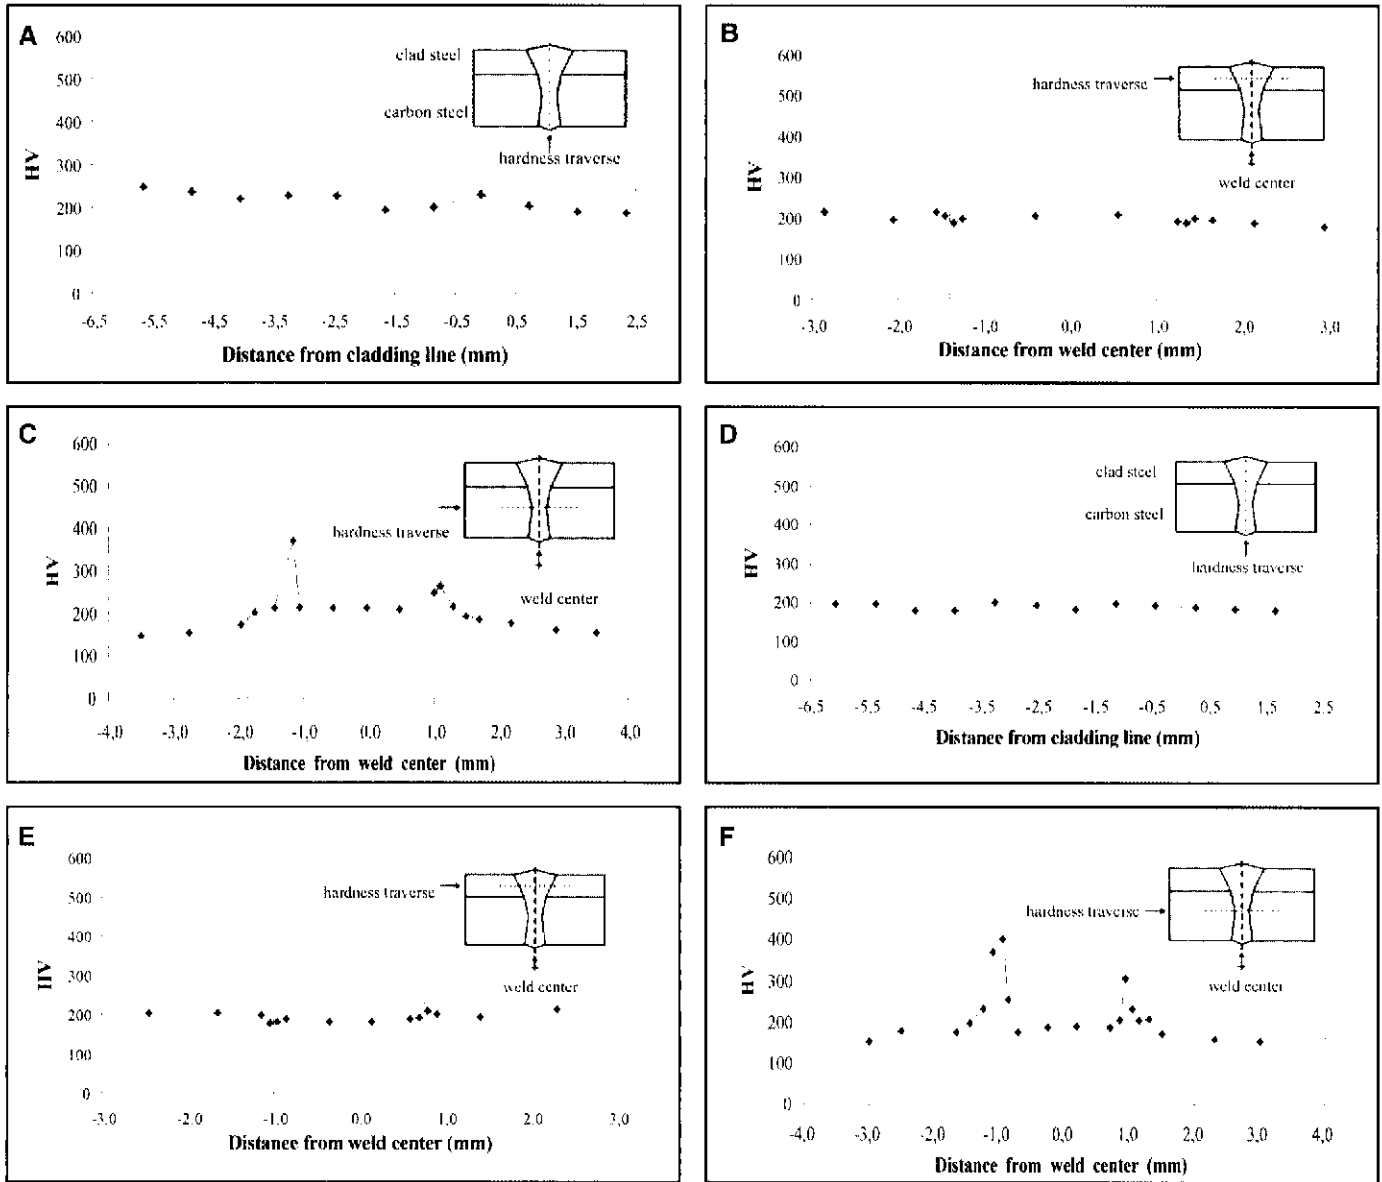 A
600
500
400
300
200
100
0
HV
clad steel
carbon steel
hardness traverse
-6,5 -5,5 -4,5 -3,5 -2,5 -1,5 -0,5 0,5 1,5 2,5
Distance from cladding line (mm)
B
600
500
400
300
200
100
0
HV
hardness traverse
weld center
-3,0 -2,0 -1,0 0,0 1,0 2,0 3,0
Distance from weld center (mm)
C
600
500
400
300
200
100
0
HV
hardness traverse
weld center
-4,0 -3,0 -2,0 -1,0 0,0 1,0 2,0 3,0 4,0
Distance from weld center (mm)
D
600
500
400
300
200
100
0
HV
clad steel
carbon steel
hardness traverse
-6,5 -5,5 -4,5 -3,5 -2,5 -1,5 -0,5 0,5 1,5 2,5
Distance from cladding line (mm)
E
600
500
400
300
200
100
0
HV
hardness traverse
weld center
-3,0 -2,0 -1,0 0,0 1,0 2,0 3,0
Distance from weld center (mm)
F
600
500
400
300
200
100
0
HV
hardness traverse
weld center
-4,0 -3,0 -2,0 -1,0 0,0 1,0 2,0 3,0 4,0
Distance from weld center (mm)